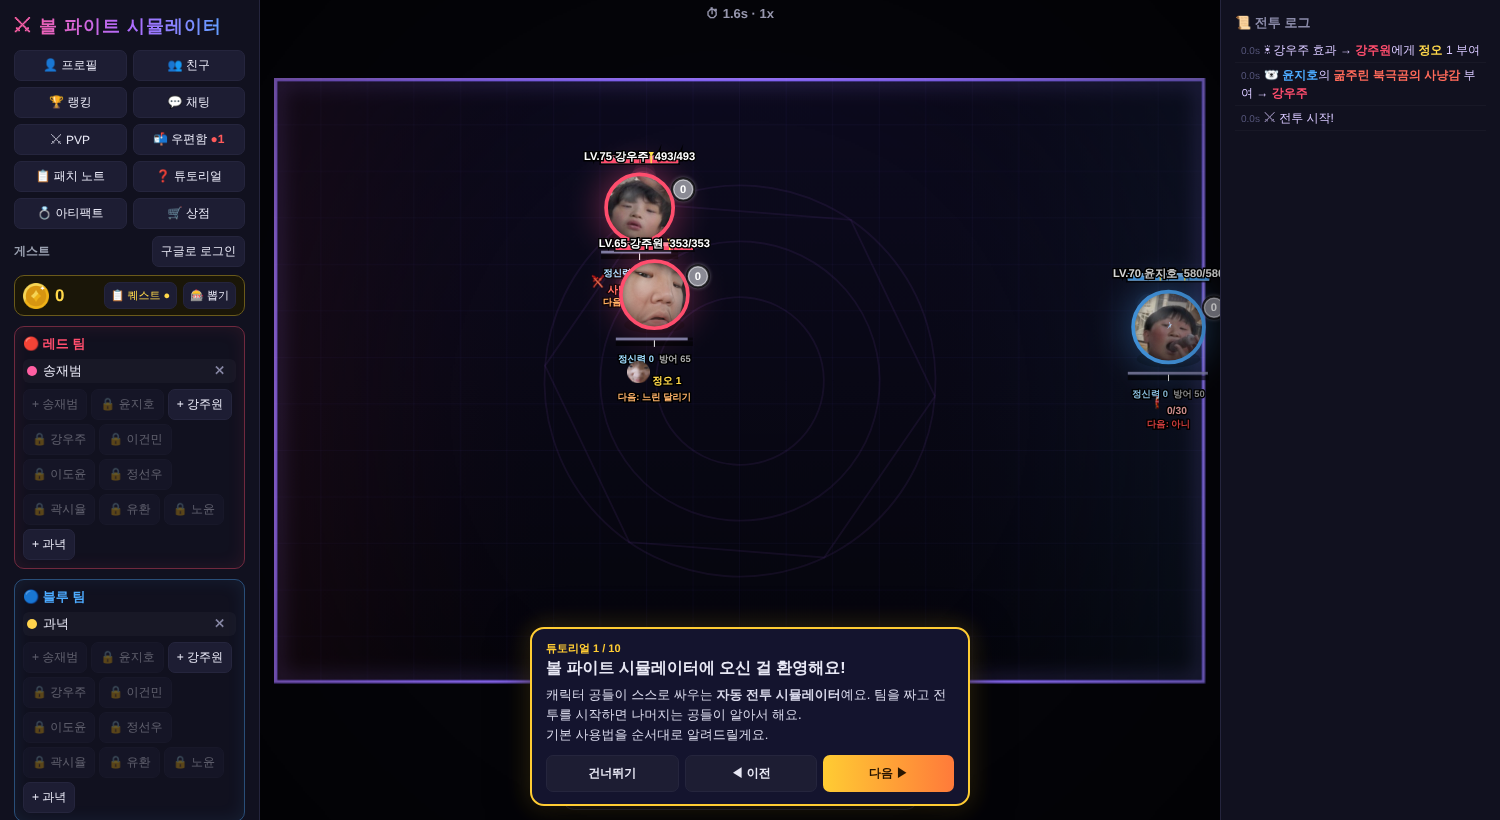 ⚔ 볼 파이트 시뮬레이터
👤 프로필
👥 친구
🏆 랭킹
💬 채팅
⚔ PVP
📬 우편함 ●1
📋 패치 노트
❓ 튜토리얼
💍 아티팩트
🛒 상점
게스트
구글로 로그인
0
📋 퀘스트 ●
🎰 뽑기
🔴 레드 팀
송재범 ✕
+ 송재범
🔒 윤지호
+ 강주원
🔒 강우주
🔒 이건민
🔒 이도윤
🔒 정선우
🔒 곽시율
🔒 유환
🔒 노윤
+ 과녁
🔵 블루 팀
과녁 ✕
+ 송재범
🔒 윤지호
+ 강주원
🔒 강우주
🔒 이건민
🔒 이도윤
🔒 정선우
🔒 곽시율
🔒 유환
🔒 노윤
+ 과녁
⏱ 1.6s · 1x
LV.75 강우주 493/493
0
LV.65 강주원 353/353
0
정신력
다음
정신력 0 방어 65
정오 1
다음: 느린 달리기
LV.70 윤지호 580/580
0
정신력 0 방어 50
0/30
다음: 아니
튜토리얼 1 / 10
볼 파이트 시뮬레이터에 오신 걸 환영해요!
캐릭터 공들이 스스로 싸우는 자동 전투 시뮬레이터예요. 팀을 짜고 전
투를 시작하면 나머지는 공들이 알아서 해요.
기본 사용법을 순서대로 알려드릴게요.
건너뛰기
◀ 이전
다음 ▶
📜 전투 로그
0.0s 강우주 효과 → 강주원에게 정오 1 부여
0.0s 🐻‍❄️ 윤지호의 굶주린 북극곰의 사냥감 부
여 → 강우주
0.0s ⚔ 전투 시작!